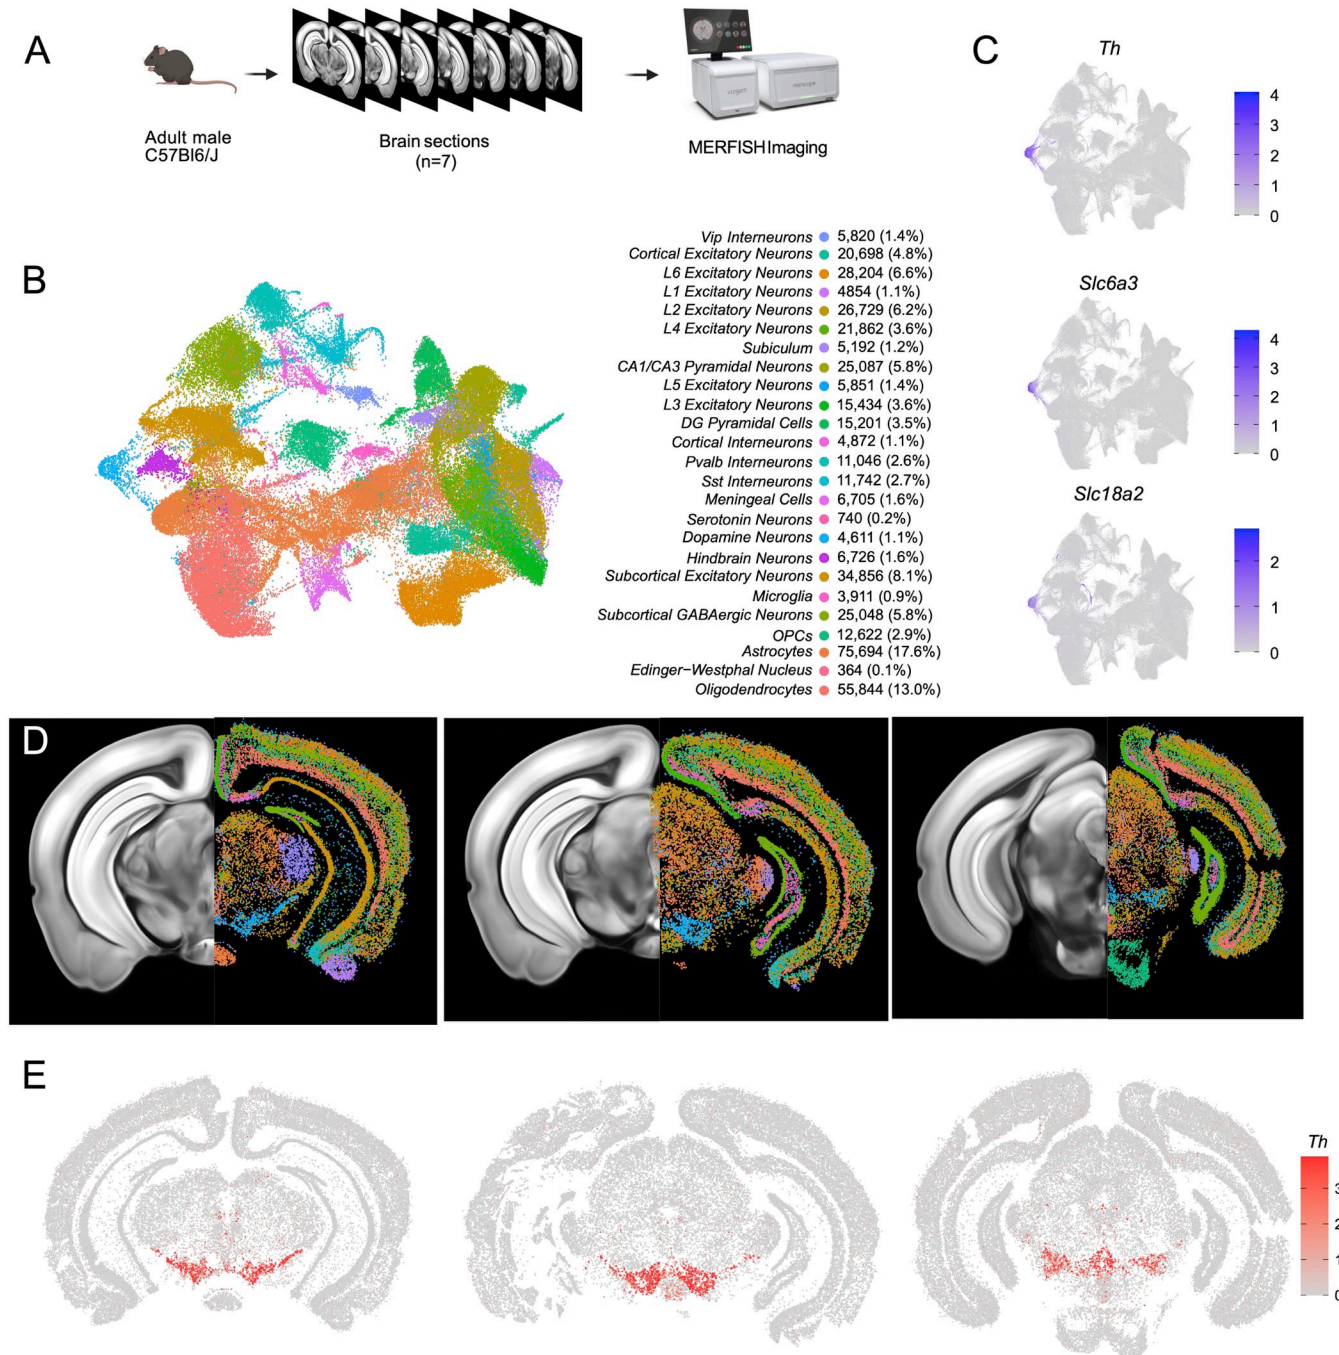 A
Adult male
C57Bl6/J
Brain sections
(n=7)
vizgen
merscope
MERFISH Imaging
B
Vip Interneurons 5,820 (1.4%)
Cortical Excitatory Neurons 20,698 (4.8%)
L6 Excitatory Neurons 28,204 (6.6%)
L1 Excitatory Neurons 4854 (1.1%)
L2 Excitatory Neurons 26,729 (6.2%)
L4 Excitatory Neurons 21,862 (3.6%)
Subiculum 5,192 (1.2%)
CA1/CA3 Pyramidal Neurons 25,087 (5.8%)
L5 Excitatory Neurons 5,851 (1.4%)
L3 Excitatory Neurons 15,434 (3.6%)
DG Pyramidal Cells 15,201 (3.5%)
Cortical Interneurons 4,872 (1.1%)
Pvalb Interneurons 11,046 (2.6%)
Sst Interneurons 11,742 (2.7%)
Meningeal Cells 6,705 (1.6%)
Serotonin Neurons 740 (0.2%)
Dopamine Neurons 4,611 (1.1%)
Hindbrain Neurons 6,726 (1.6%)
Subcortical Excitatory Neurons 34,856 (8.1%)
Microglia 3,911 (0.9%)
Subcortical GABAergic Neurons 25,048 (5.8%)
OPCs 12,622 (2.9%)
Astrocytes 75,694 (17.6%)
Edinger−Westphal Nucleus 364 (0.1%)
Oligodendrocytes 55,844 (13.0%)
C
Th
4
3
2
1
0
Slc6a3
4
3
2
1
0
Slc18a2
2
1
0
D
E
Th
3
2
1
0